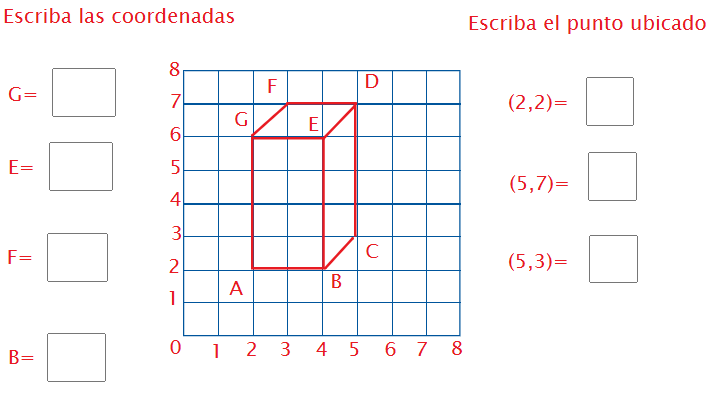 Escriba las coordenadas
Escriba el punto ubicado
G=
E=
F=
B=
8
7
6
5
4
3
2
1
0 1 2 3 4 5 6 7 8
F
D
G
E
C
B
A
(2,2)=
(5,7)=
(5,3)=